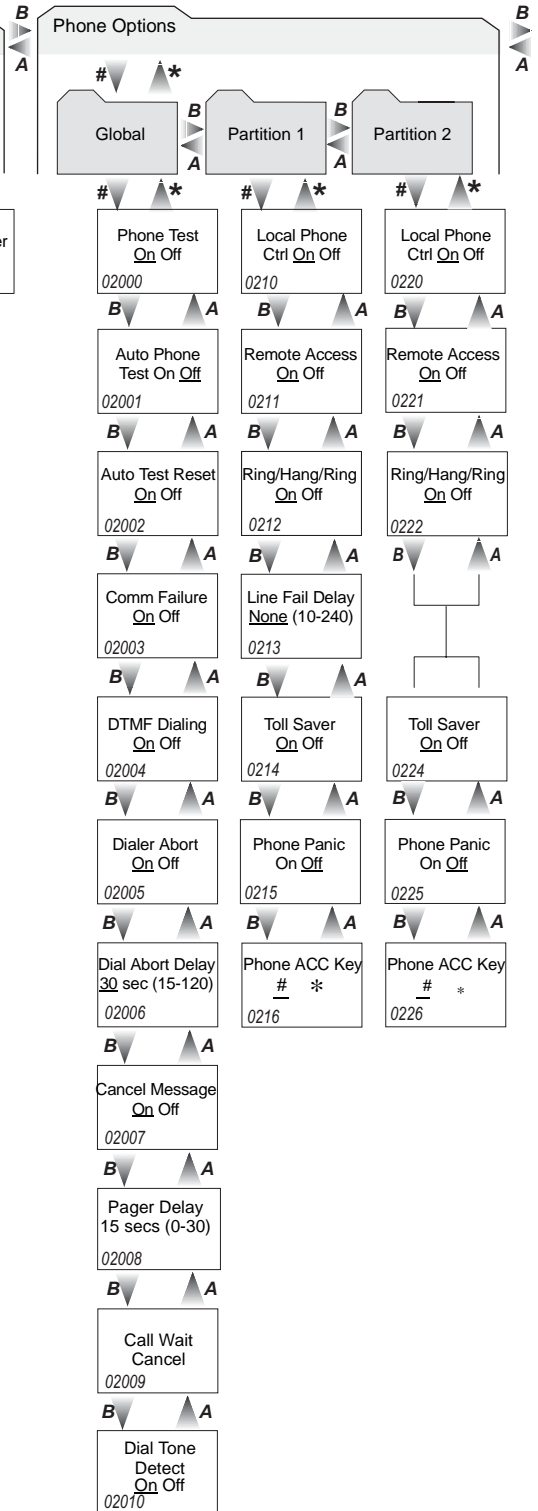 B
A
Phone Options
B
A
#
*
Global
B
A
Partition 1
B
A
Partition 2
#
*
#
*
#
*
er
Phone Test
On Off
02000
B
A
Auto Phone
Test On Off
02001
B
A
Auto Test Reset
On Off
02002
B
A
Comm Failure
On Off
02003
B
A
DTMF Dialing
On Off
02004
B
A
Dialer Abort
On Off
02005
B
A
Dial Abort Delay
30 sec (15-120)
02006
B
A
Cancel Message
On Off
02007
B
A
Pager Delay
15 secs (0-30)
02008
B
A
Call Wait
Cancel
02009
B
A
Dial Tone
Detect
On Off
02010
Local Phone
Ctrl On Off
0210
B
A
Remote Access
On Off
0211
B
A
Ring/Hang/Ring
On Off
0212
B
A
Line Fail Delay
None (10-240)
0213
B
A
Toll Saver
On Off
0214
B
A
Phone Panic
On Off
0215
B
A
Phone ACC Key
# *
0216
Local Phone
Ctrl On Off
0220
B
A
Remote Access
On Off
0221
B
A
Ring/Hang/Ring
On Off
0222
B
A
Toll Saver
On Off
0224
B
A
Phone Panic
On Off
0225
B
A
Phone ACC Key
# *
0226